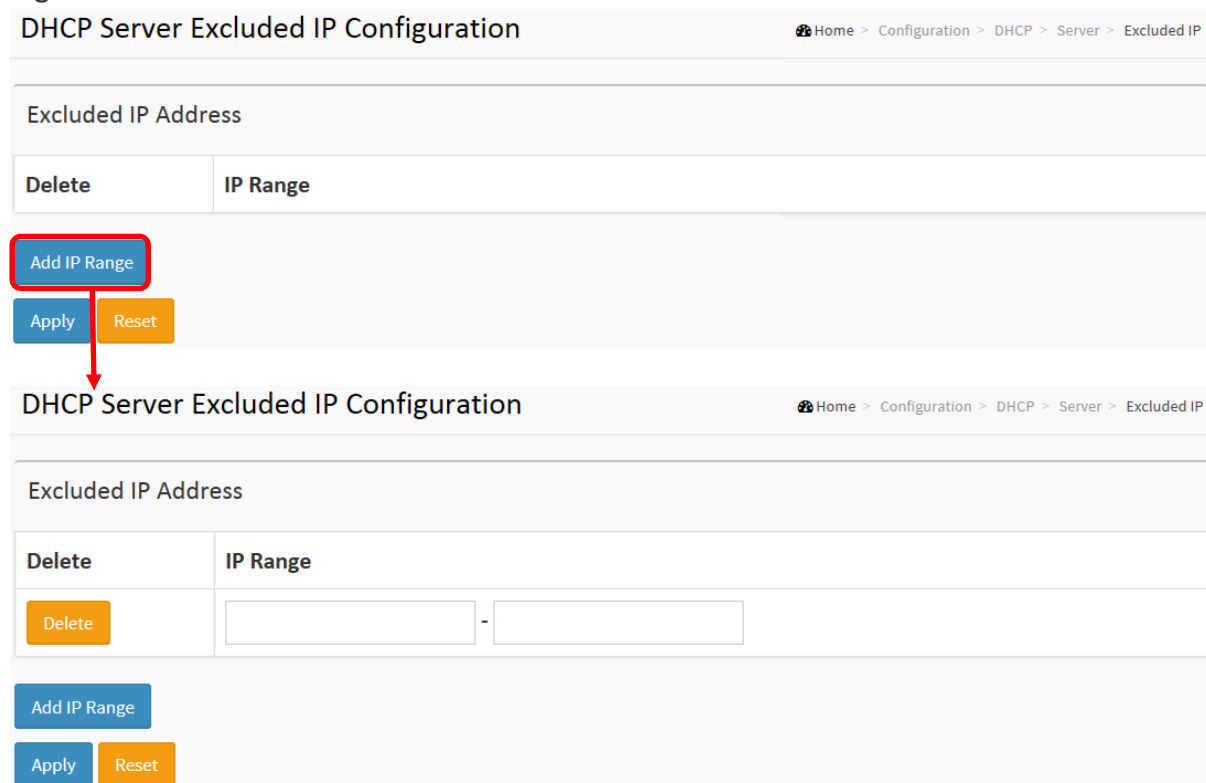 DHCP Server Excluded IP Configuration Home > Configuration > DHCP > Server > Excluded IP
Excluded IP Address
Delete IP Range
Add IP Range
Apply Reset
DHCP Server Excluded IP Configuration Home > Configuration > DHCP > Server > Excluded IP
Excluded IP Address
Delete IP Range
Delete -
Add IP Range
Apply Reset